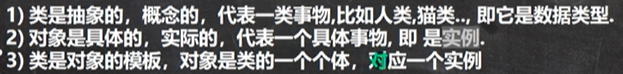 1) 类是抽象的，概念的，代表一类事物,比如人类,猫类.., 即它是数据类型.
2) 对象是具体的，实际的，代表一个具体事物, 即 是实例.
3) 类是对象的模板，对象是类的一个个体，对应一个实例